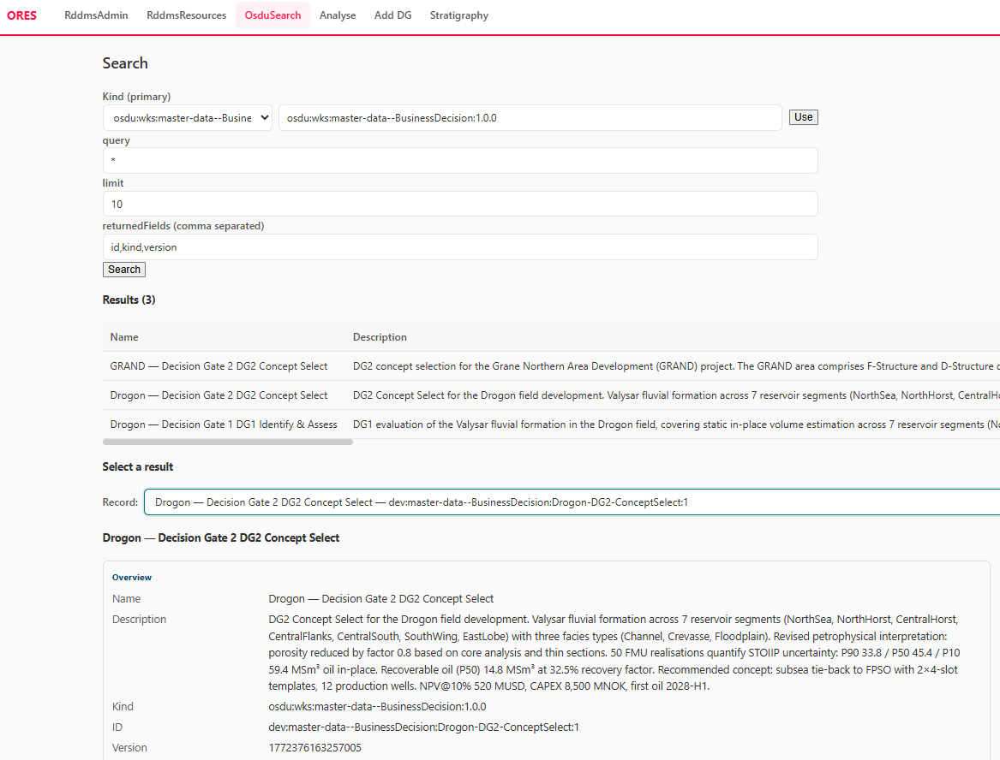 ORES RddmsAdmin RddmsResources OsduSearch Analyse Add DG Stratigraphy
Search
Kind (primary)
osdu:wks:master-data--Busine osdu:wks:master-data--BusinessDecision:1.0.0 Use
query
*
limit
10
returnedFields (comma separated)
id,kind,version
Search
Results (3)
Name Description
GRAND — Decision Gate 2 DG2 Concept Select DG2 concept selection for the Grane Northern Area Development (GRAND) project. The GRAND area comprises F-Structure and D-Structure
Drogon — Decision Gate 2 DG2 Concept Select DG2 Concept Select for the Drogon field development. Valysar fluvial formation across 7 reservoir segments (NorthSea, NorthHorst, CentralHo
Drogon — Decision Gate 1 DG1 Identify & Assess DG1 evaluation of the Valysar fluvial formation in the Drogon field, covering static in-place volume estimation across 7 reservoir segments (No
Select a result
Record: Drogon — Decision Gate 2 DG2 Concept Select — dev:master-data--BusinessDecision:Drogon-DG2-ConceptSelect:1
Drogon — Decision Gate 2 DG2 Concept Select
Overview
Name Drogon — Decision Gate 2 DG2 Concept Select
Description DG2 Concept Select for the Drogon field development. Valysar fluvial formation across 7 reservoir segments (NorthSea, NorthHorst, CentralHorst,
CentralFlanks, CentralSouth, SouthWing, EastLobe) with three facies types (Channel, Crevasse, Floodplain). Revised petrophysical interpretation:
porosity reduced by factor 0.8 based on core analysis and thin sections. 50 FMU realisations quantify STOIIP uncertainty: P90 33.8 / P50 45.4 / P10
59.4 MSm³ oil in-place. Recoverable oil (P50) 14.8 MSm³ at 32.5% recovery factor. Recommended concept: subsea tie-back to FPSO with 2×4-slot
templates, 12 production wells. NPV@10% 520 MUSD, CAPEX 8,500 MNOK, first oil 2028-H1.
Kind osdu:wks:master-data--BusinessDecision:1.0.0
ID dev:master-data--BusinessDecision:Drogon-DG2-ConceptSelect:1
Version 1772376163257005